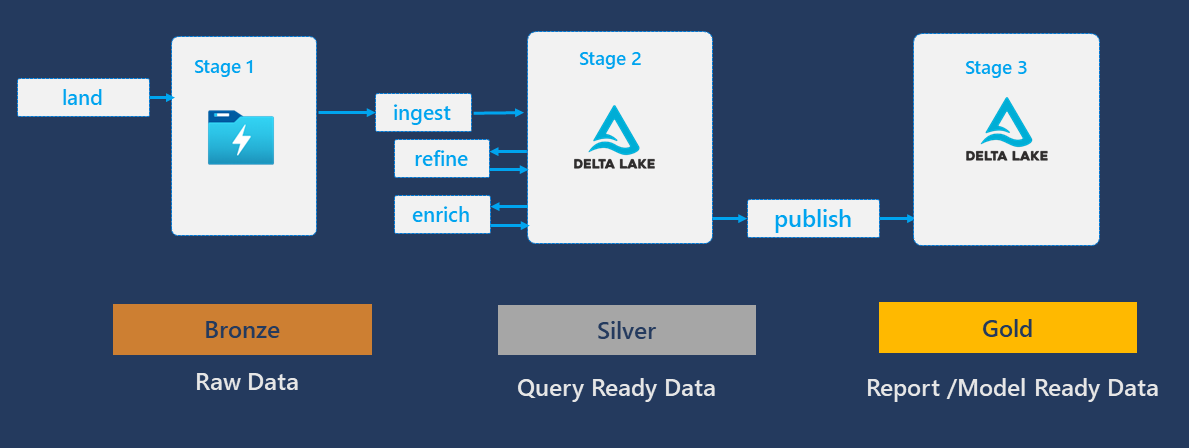 land
Stage 1
ingest
refine
enrich
Stage 2
DELTA LAKE
publish
Stage 3
DELTA LAKE
Bronze
Silver
Gold
Raw Data
Query Ready Data
Report /Model Ready Data